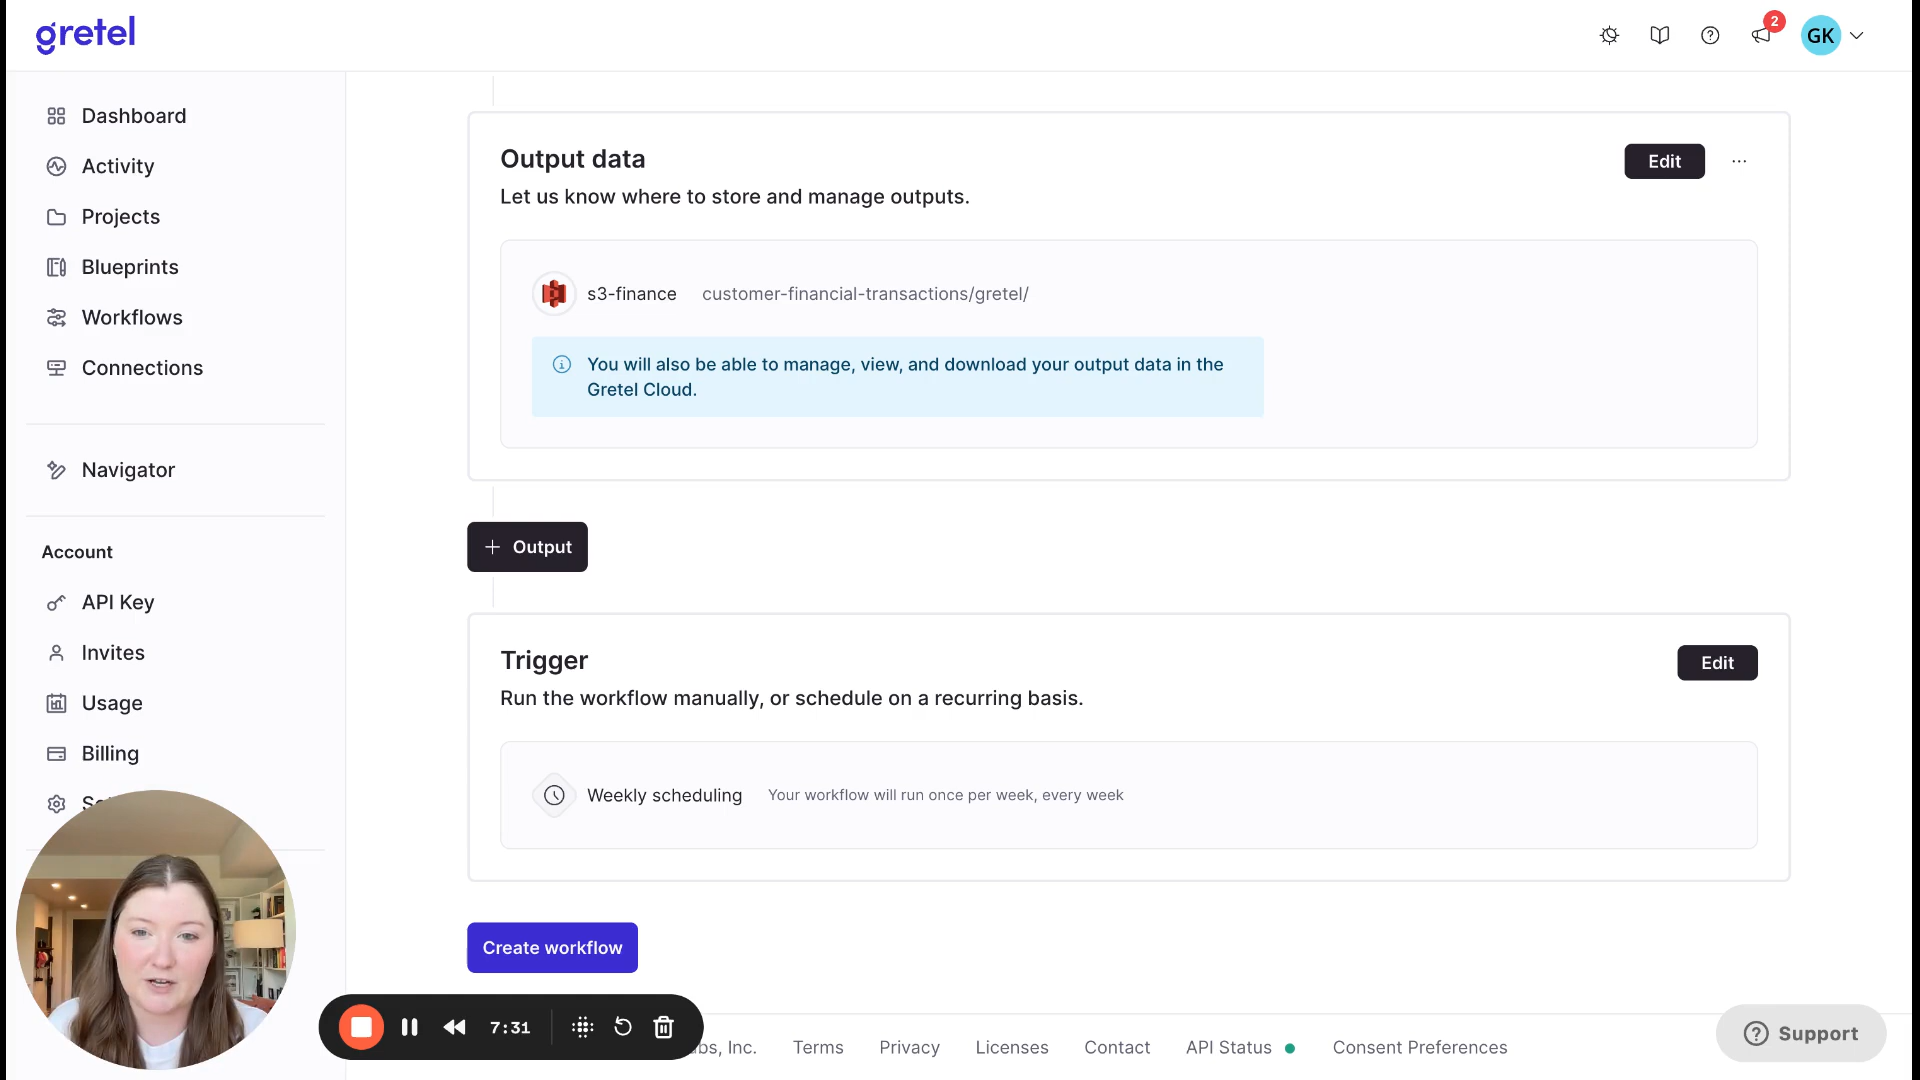 gretel
2
GK
Dashboard
Activity
Projects
Blueprints
Workflows
Connections
Navigator
Account
API Key
Invites
Usage
Billing
Output data
Edit
...
Let us know where to store and manage outputs.
s3-finance customer-financial-transactions/gretel/
You will also be able to manage, view, and download your output data in the
Gretel Cloud.
+ Output
Trigger
Edit
Run the workflow manually, or schedule on a recurring basis.
Weekly scheduling Your workflow will run once per week, every week
Create workflow
7:31
Inc. Terms Privacy Licenses Contact API Status Consent Preferences
Support